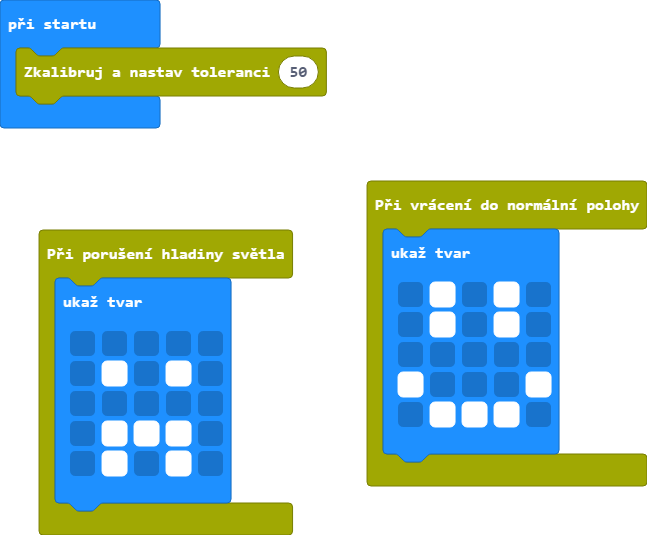 při startu
Zkalibruj a nastav toleranci 50
Při vrácení do normální polohy
ukaž tvar
Při porušení hladiny světla
ukaž tvar